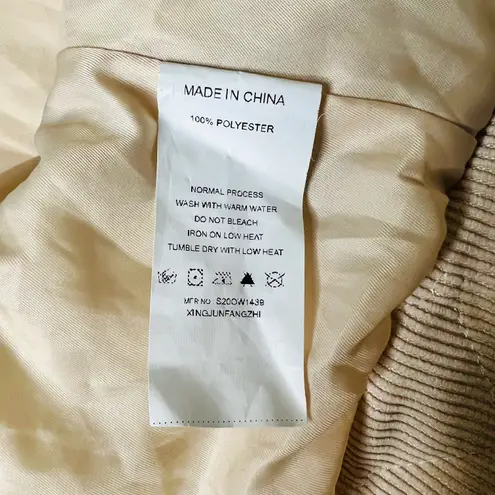 MADE IN CHINA
100% POLYESTER
NORMAL PROCESS
WASH WITH WARM WATER
DO NOT BLEACH
IRON ON LOW HEAT
TUMBLE DRY WITH LOW HEAT
MFR NO: S20OW143B
XINGJUNFANGZHI